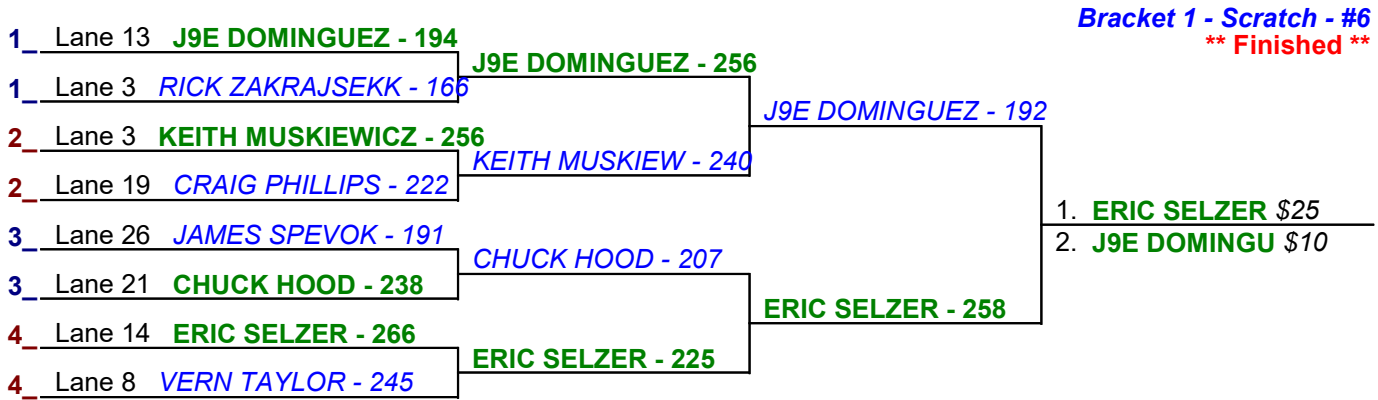 Bracket 1 - Scratch - #6
** Finished **
1_ Lane 13 J9E DOMINGUEZ - 194
1_ Lane 3 RICK ZAKRAJSEKK - 166
2_ Lane 3 KEITH MUSKIEWICZ - 256
2_ Lane 19 CRAIG PHILLIPS - 222
3_ Lane 26 JAMES SPEVOK - 191
3_ Lane 21 CHUCK HOOD - 238
4_ Lane 14 ERIC SELZER - 266
4_ Lane 8 VERN TAYLOR - 245
J9E DOMINGUEZ - 256
KEITH MUSKIEW - 240
CHUCK HOOD - 207
ERIC SELZER - 225
J9E DOMINGUEZ - 192
ERIC SELZER - 258
1. ERIC SELZER $25
2. J9E DOMINGU $10